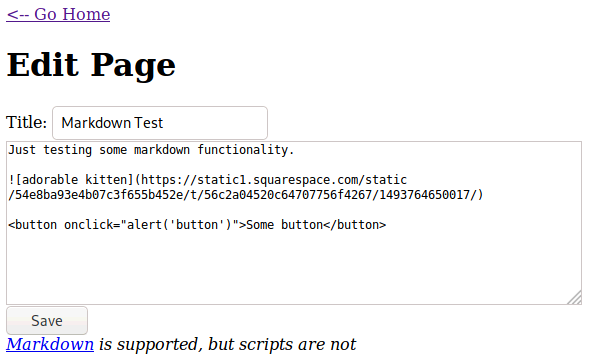 <-- Go Home
Edit Page
Title: Markdown Test
Just testing some markdown functionality.
![adorable kitten](https://static1.squarespace.com/static
/54e8ba93e4b07c3f655b452e/t/56c2a04520c64707756f4267/1493764650017/)
<button onclick="alert('button')">Some button</button>
Save
Markdown is supported, but scripts are not